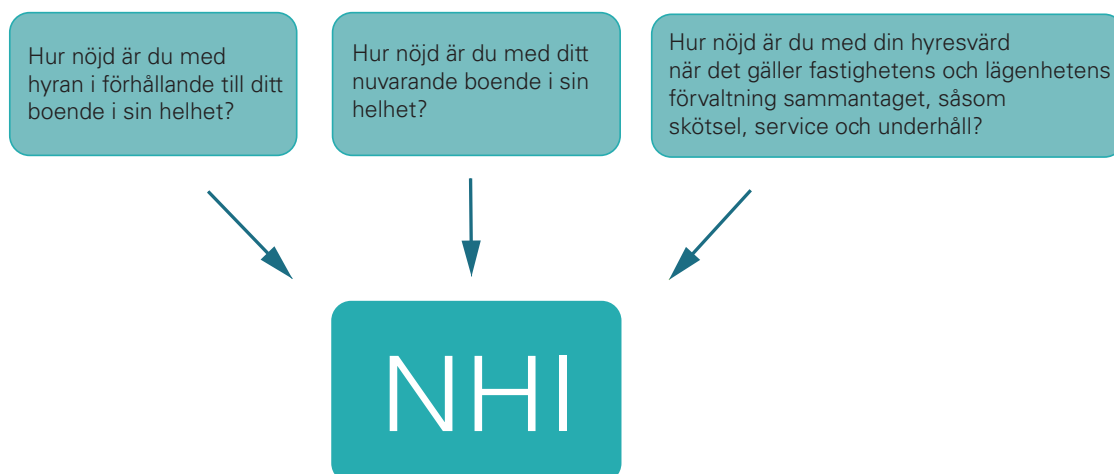 Hur nöjd är du med
hyran i förhållande till ditt
boende i sin helhet?
Hur nöjd är du med ditt
nuvarande boende i sin
helhet?
Hur nöjd är du med din hyresvärd
när det gäller fastighetens och lägenhetens
förvaltning sammantaget, såsom
skötsel, service och underhåll?
NHI